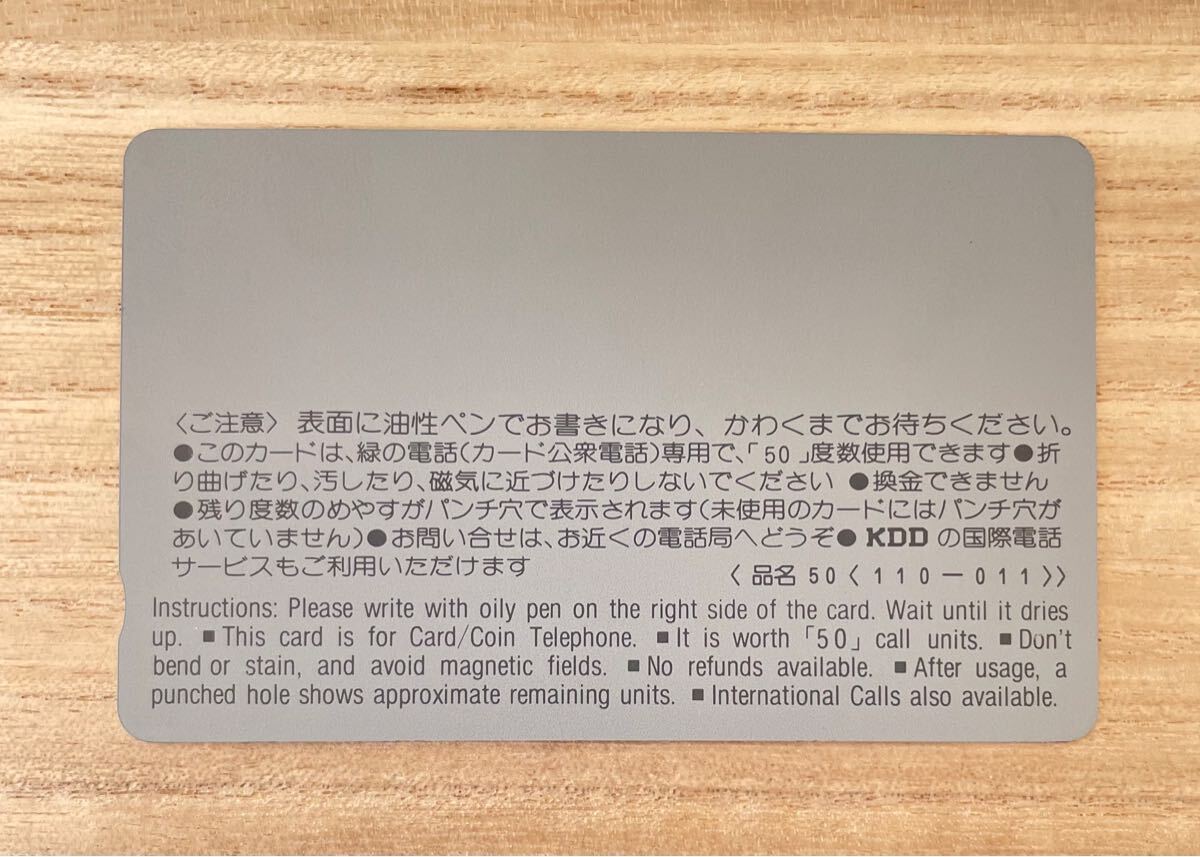 〈ご注意〉 表面に油性ペンでお書きになり、かわくまでお待ちください。
●このカードは、緑の電話(カード公衆電話)専用で、「50」度数使用できます●折
り曲げたり、汚したり、磁気に近づけたりしないでください ●換金できません
●残り度数のめやすがパンチ穴で表示されます(未使用のカードにはパンチ穴が
あいていません)●お問い合せは、お近くの電話局へどうぞ● KDD の国際電話
サービスもご利用いただけます
〈 品名 50 〈 110 — 011 〉〉
Instructions: Please write with oily pen on the right side of the card. Wait until it dries
up. ■ This card is for Card/Coin Telephone. ■ It is worth 「50」 call units. ■ Don't
bend or stain, and avoid magnetic fields. ■ No refunds available. ■ After usage, a
punched hole shows approximate remaining units. ■ International Calls also available.